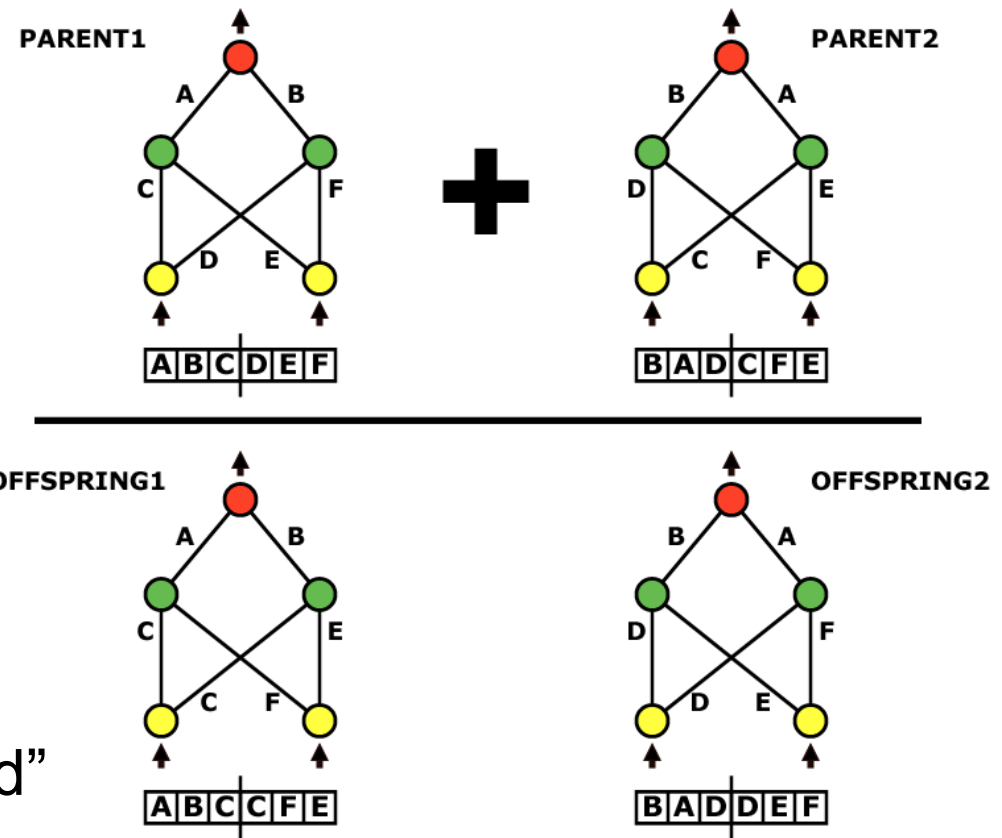 PARENT1 PARENT2
A B B A
C F D E
D E C F
A B C D E F B A D C F E
OFFSPRING1 OFFSPRING2
A B B A
C E D F
C F D E
d”
A B C C F E B A D D E F